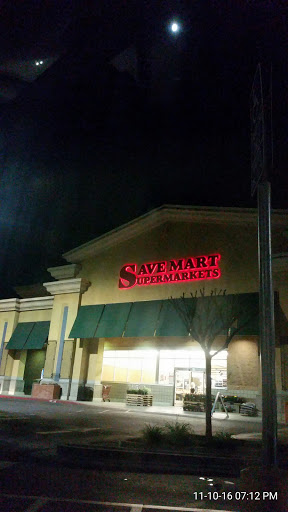 SAVE MART
SUPERMARKETS
11-10-16 07:12 PM